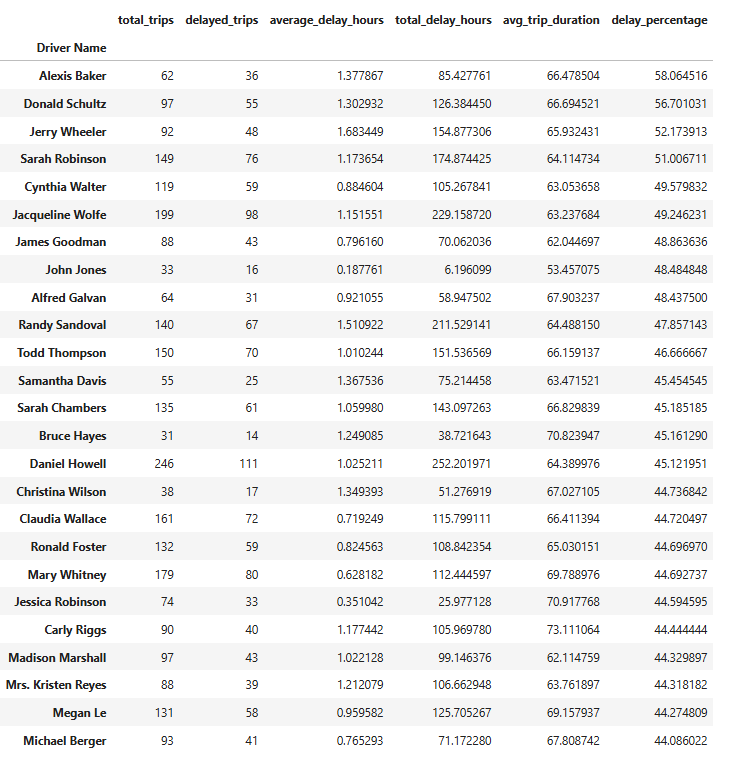 total_trips delayed_trips average_delay_hours total_delay_hours avg_trip_duration delay_percentage
Driver Name
Alexis Baker 62 36 1.377867 85.427761 66.478504 58.064516
Donald Schultz 97 55 1.302932 126.384450 66.694521 56.701031
Jerry Wheeler 92 48 1.683449 154.877306 65.932431 52.173913
Sarah Robinson 149 76 1.173654 174.874425 64.114734 51.006711
Cynthia Walter 119 59 0.884604 105.267841 63.053658 49.579832
Jacqueline Wolfe 199 98 1.151551 229.158720 63.237684 49.246231
James Goodman 88 43 0.796160 70.062036 62.044697 48.863636
John Jones 33 16 0.187761 6.196099 53.457075 48.484848
Alfred Galvan 64 31 0.921055 58.947502 67.903237 48.437500
Randy Sandoval 140 67 1.510922 211.529141 64.488150 47.857143
Todd Thompson 150 70 1.010244 151.536569 66.159137 46.666667
Samantha Davis 55 25 1.367536 75.214458 63.471521 45.454545
Sarah Chambers 135 61 1.059980 143.097263 66.829839 45.185185
Bruce Hayes 31 14 1.249085 38.721643 70.823947 45.161290
Daniel Howell 246 111 1.025211 252.201971 64.389976 45.121951
Christina Wilson 38 17 1.349393 51.276919 67.027105 44.736842
Claudia Wallace 161 72 0.719249 115.799111 66.411394 44.720497
Ronald Foster 132 59 0.824563 108.842354 65.030151 44.696970
Mary Whitney 179 80 0.628182 112.444597 69.788976 44.692737
Jessica Robinson 74 33 0.351042 25.977128 70.917768 44.594595
Carly Riggs 90 40 1.177442 105.969780 73.111064 44.444444
Madison Marshall 97 43 1.022128 99.146376 62.114759 44.329897
Mrs. Kristen Reyes 88 39 1.212079 106.662948 63.761897 44.318182
Megan Le 131 58 0.959582 125.705267 69.157937 44.274809
Michael Berger 93 41 0.765293 71.172280 67.808742 44.086022